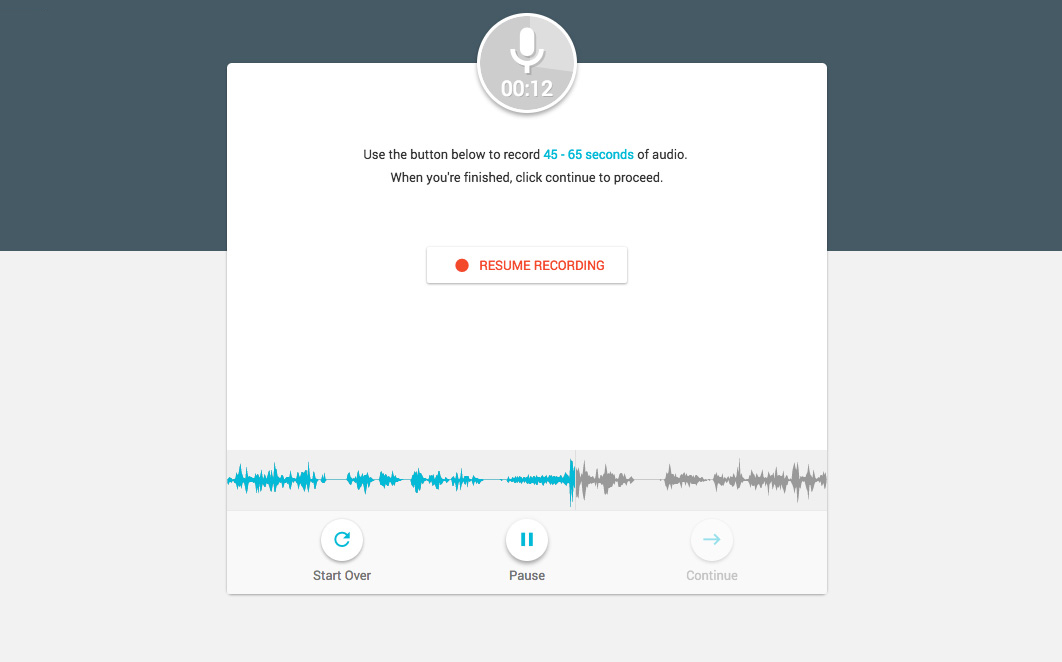 00:12
Use the button below to record 45 - 65 seconds of audio.
When you're finished, click continue to proceed.
RESUME RECORDING
Start Over
Pause
Continue